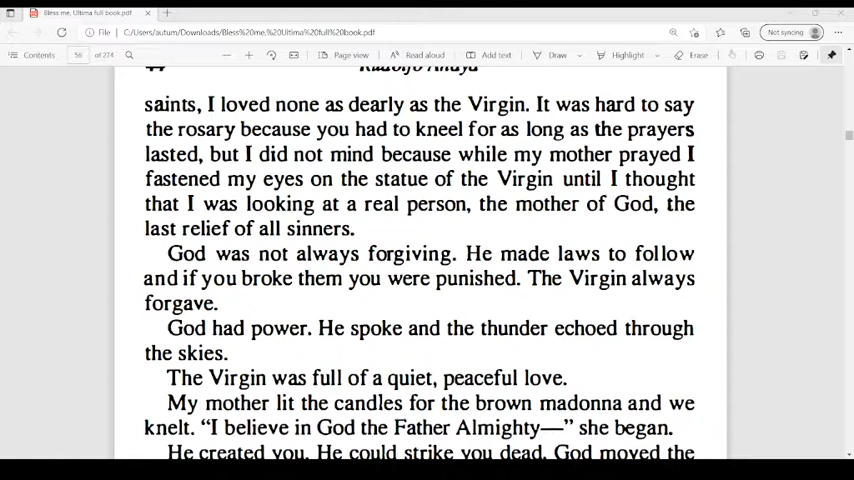 Bless me, Ultima full book.pdf
File
C:/Users/autum/Downloads/Bless%20me,%20Ultima%20full%20book.pdf
Not syncing
Contents
56 of 274
Page view
Read aloud
Add text
Draw
Highlight
Erase
saints, I loved none as dearly as the Virgin. It was hard to say
the rosary because you had to kneel for as long as the prayers
lasted, but I did not mind because while my mother prayed I
fastened my eyes on the statue of the Virgin until I thought
that I was looking at a real person, the mother of God, the
last relief of all sinners.
God was not always forgiving. He made laws to follow
and if you broke them you were punished. The Virgin always
forgave.
God had power. He spoke and the thunder echoed through
the skies.
The Virgin was full of a quiet, peaceful love.
My mother lit the candles for the brown madonna and we
knelt. “I believe in God the Father Almighty—” she began.
He created you. He could strike you dead. God moved the